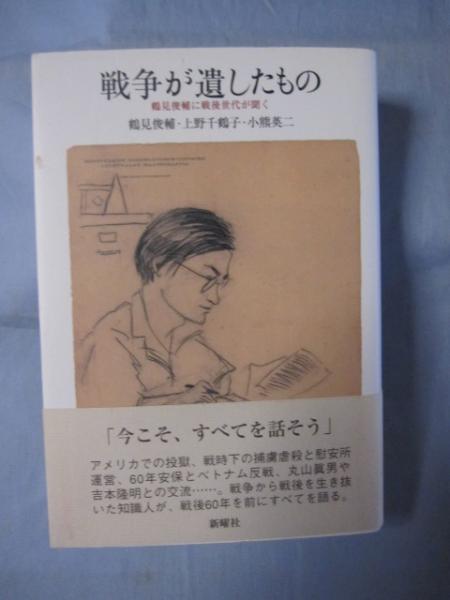 戦争が遺したもの
鶴見俊輔に戦後世代が聞く
鶴見俊輔・上野千鶴子・小熊英二
「今こそ、すべてを話そう」
アメリカでの投獄、戦時下の捕虜虐殺と慰安所
運営、60年安保とベトナム反戦、丸山眞男や
吉本隆明との交流……。戦争から戦後を生き抜
いた知識人が、戦後60年を前にすべてを語る。
新曜社